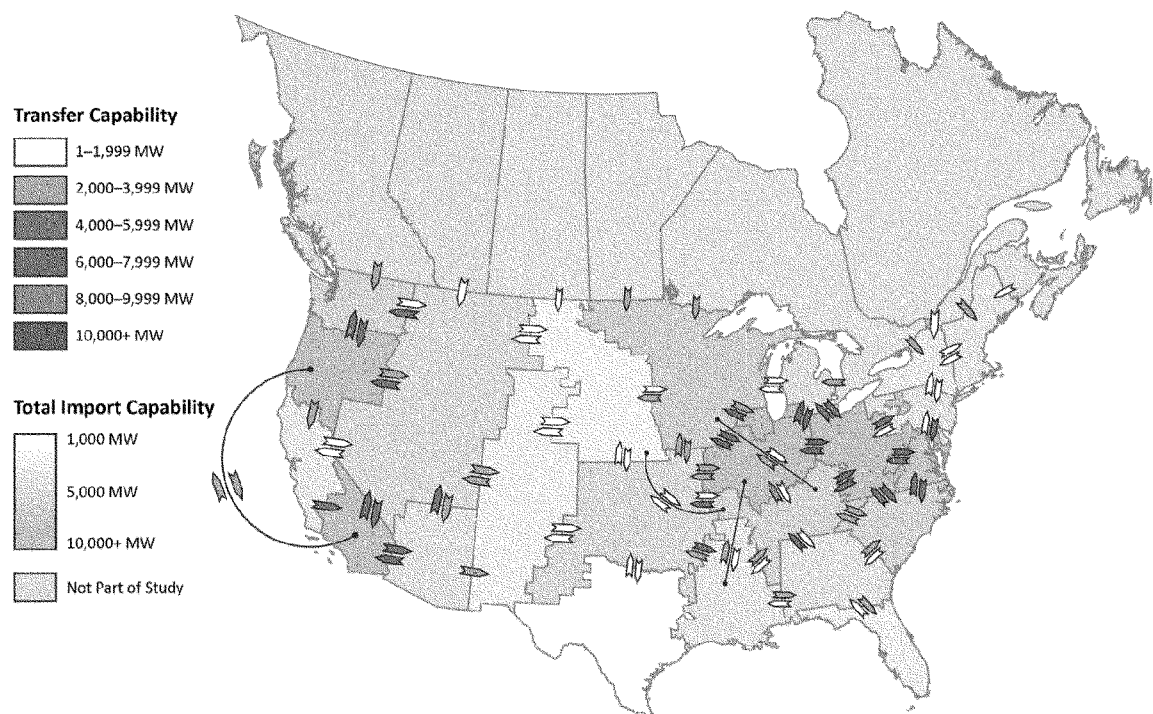 Transfer Capability
1–1,999 MW
2,000–3,999 MW
4,000–5,999 MW
6,000–7,999 MW
8,000–9,999 MW
10,000+ MW
Total Import Capability
1,000 MW
5,000 MW
10,000+ MW
Not Part of Study